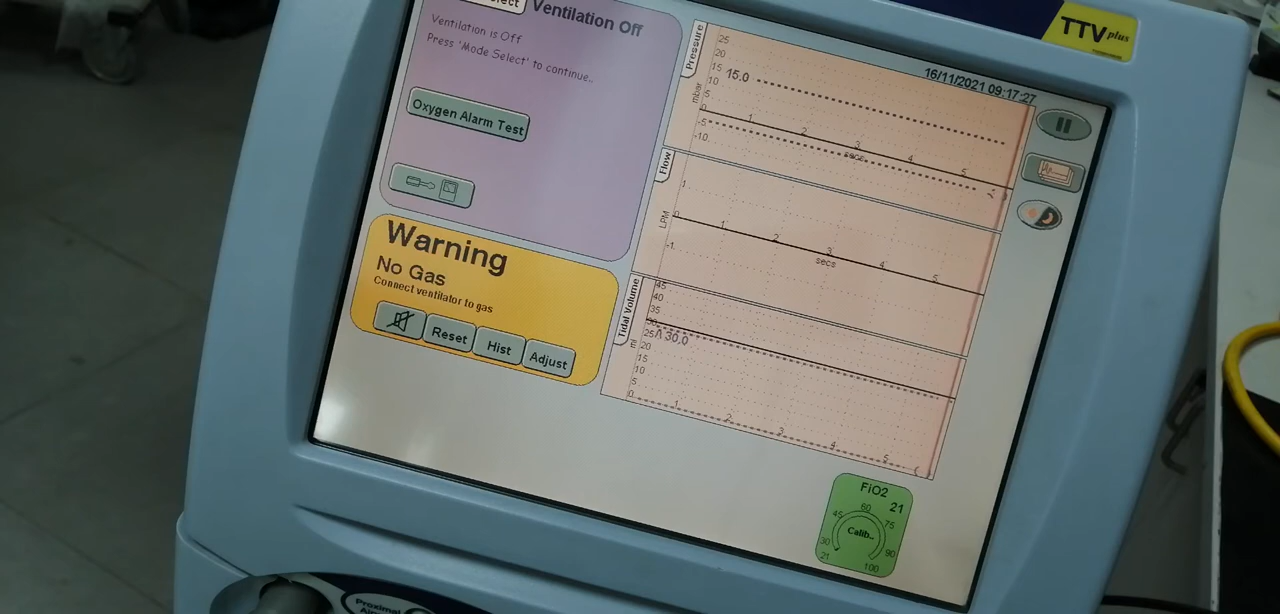 Ventilation Off
Ventilation is Off
Press 'Mode Select' to continue..
Oxygen Alarm Test
Warning
No Gas
Connect ventilator to gas
Reset
Hist
Adjust
TTV plus
16/11/2021 09:17:27
Pressure
mbar
25
20
15
10
5
-5
-10
15.0
1
2
3
4
5
secs
Flow
LPM
1
0
-1
1
2
3
4
5
secs
Tidal Volume
45
40
35
30
25
20
15
10
5
0
30,0
1
2
3
4
5
FiO2
21
60
45
75
Calib..
30
90
21
100
Proximal